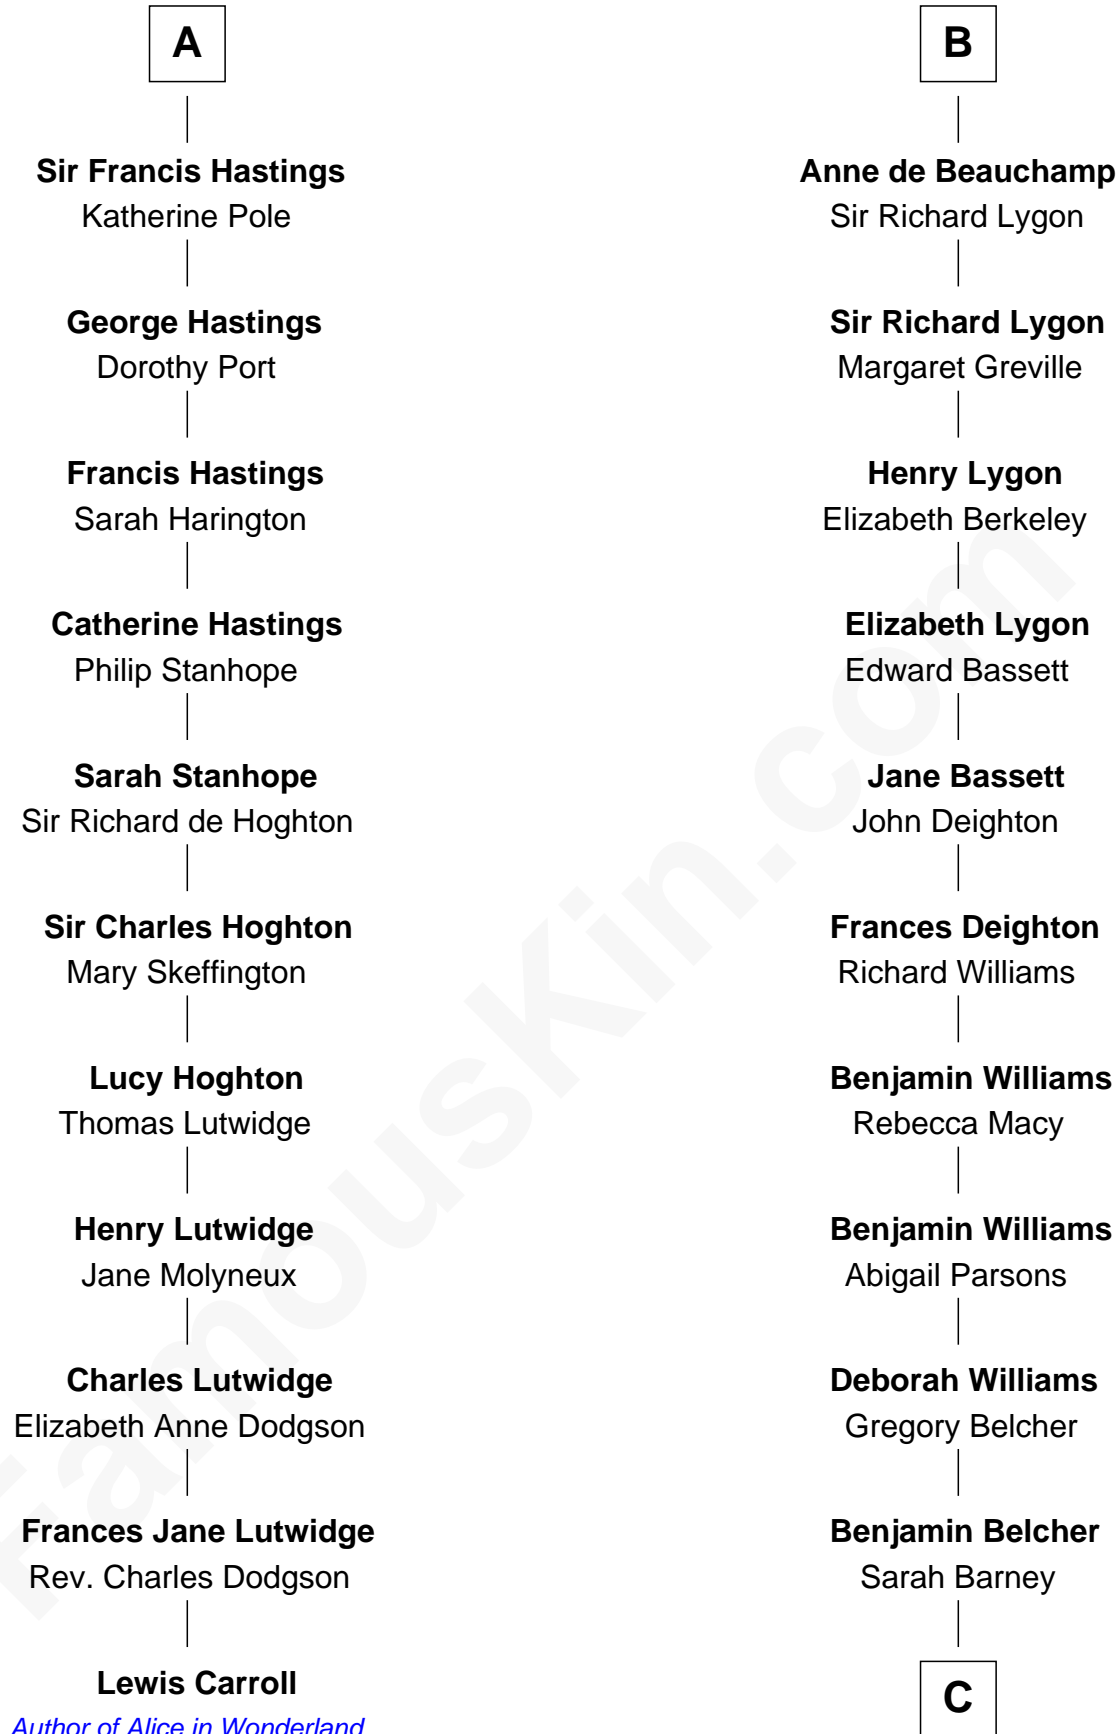 A
Sir Francis Hastings
Katherine Pole
George Hastings
Dorothy Port
Francis Hastings
Sarah Harington
Catherine Hastings
Philip Stanhope
Sarah Stanhope
Sir Richard de Hoghton
Sir Charles Hoghton
Mary Skeffington
Lucy Hoghton
Thomas Lutwidge
Henry Lutwidge
Jane Molyneux
Charles Lutwidge
Elizabeth Anne Dodgson
Frances Jane Lutwidge
Rev. Charles Dodgson
Lewis Carroll
Author of Alice in Wonderland
B
Anne de Beauchamp
Sir Richard Lygon
Sir Richard Lygon
Margaret Greville
Henry Lygon
Elizabeth Berkeley
Elizabeth Lygon
Edward Bassett
Jane Bassett
John Deighton
Frances Deighton
Richard Williams
Benjamin Williams
Rebecca Macy
Benjamin Williams
Abigail Parsons
Deborah Williams
Gregory Belcher
Benjamin Belcher
Sarah Barney
C
FamousKin.com